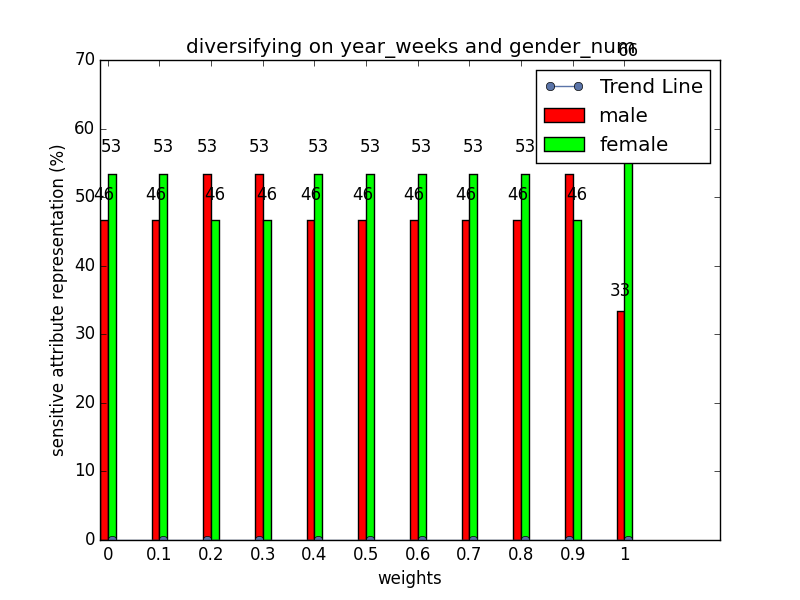 diversifying on year_weeks and gender_num
66
70
60
50
40
30
20
10
0
sensitive attribute representation (%)
Trend Line
male
female
53 53 53 53 53 53 53 53 53
46 46 46 46 46 46 46 46 46 46
33
0 0.1 0.2 0.3 0.4 0.5 0.6 0.7 0.8 0.9 1
weights